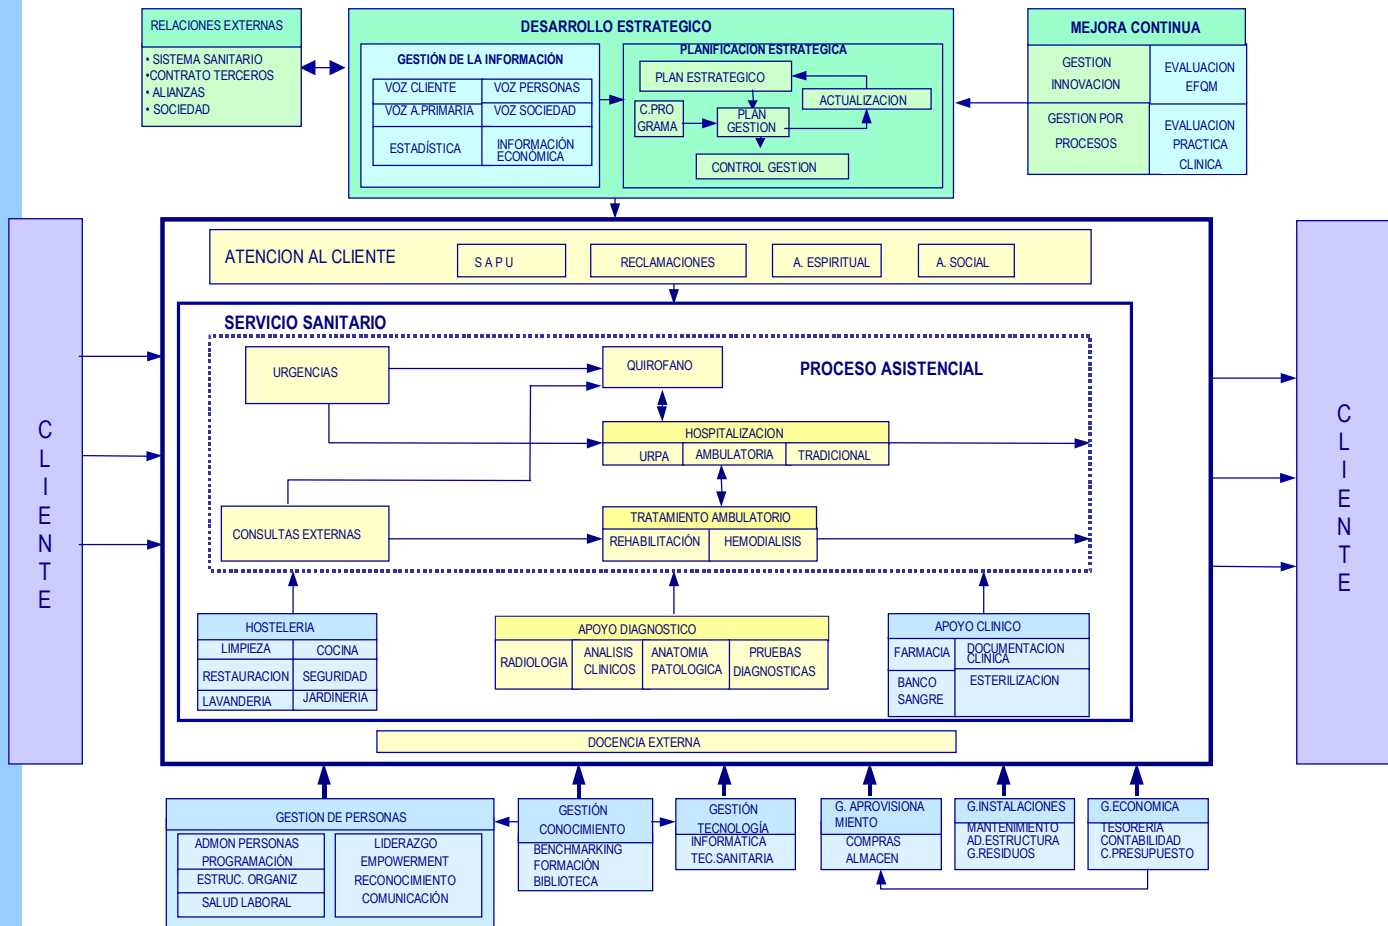 RELACIONES EXTERNAS
• SISTEMA SANITARIO
•CONTRATO TERCEROS
• ALIANZAS
• SOCIEDAD
DESARROLLO ESTRATEGICO
GESTIÓN DE LA INFORMACIÓN
VOZ CLIENTE
VOZ PERSONAS
VOZ A.PRIMARIA
VOZ SOCIEDAD
ESTADÍSTICA
INFORMACIÓN
ECONÓMICA
PLANIFICACION ESTRATEGICA
PLAN ESTRATEGICO
ACTUALIZACION
C.PRO
GRAMA
PLAN
GESTION
CONTROL GESTION
MEJORA CONTINUA
GESTION
INNOVACION
EVALUACION
EFQM
GESTION POR
PROCESOS
EVALUACION
PRACTICA
CLINICA
CLIENTE
ATENCION AL CLIENTE
S A P U
RECLAMACIONES
A. ESPIRITUAL
A. SOCIAL
SERVICIO SANITARIO
URGENCIAS
QUIROFANO
PROCESO ASISTENCIAL
HOSPITALIZACION
URPA
AMBULATORIA
TRADICIONAL
CONSULTAS EXTERNAS
TRATAMIENTO AMBULATORIO
REHABILITACIÓN
HEMODIALISIS
HOSTELERIA
LIMPIEZA
COCINA
RESTAURACION
SEGURIDAD
LAVANDERIA
JARDINERIA
APOYO DIAGNOSTICO
RADIOLOGIA
ANALISIS
CLINICOS
ANATOMIA
PATOLOGICA
PRUEBAS
DIAGNOSTICAS
APOYO CLINICO
FARMACIA
DOCUMENTACION
CLINICA
BANCO
SANGRE
ESTERILIZACION
DOCENCIA EXTERNA
CLIENTE
GESTION DE PERSONAS
ADMON PERSONAS
PROGRAMACIÓN
ESTRUC. ORGANIZ
SALUD LABORAL
LIDERAZGO
EMPOWERMENT
RECONOCIMIENTO
COMUNICACIÓN
GESTIÓN
CONOCIMIENTO
BENCHMARKING
FORMACIÓN
BIBLIOTECA
GESTIÓN
TECNOLOGÍA
INFORMÁTICA
TEC.SANITARIA
G. APROVISIONA
MIENTO
COMPRAS
ALMACEN
G.INSTALACIONES
MANTENIMIENTO
AD.ESTRUCTURA
G.RESIDUOS
G.ECONOMICA
TESORERIA
CONTABILIDAD
C.PRESUPUESTO